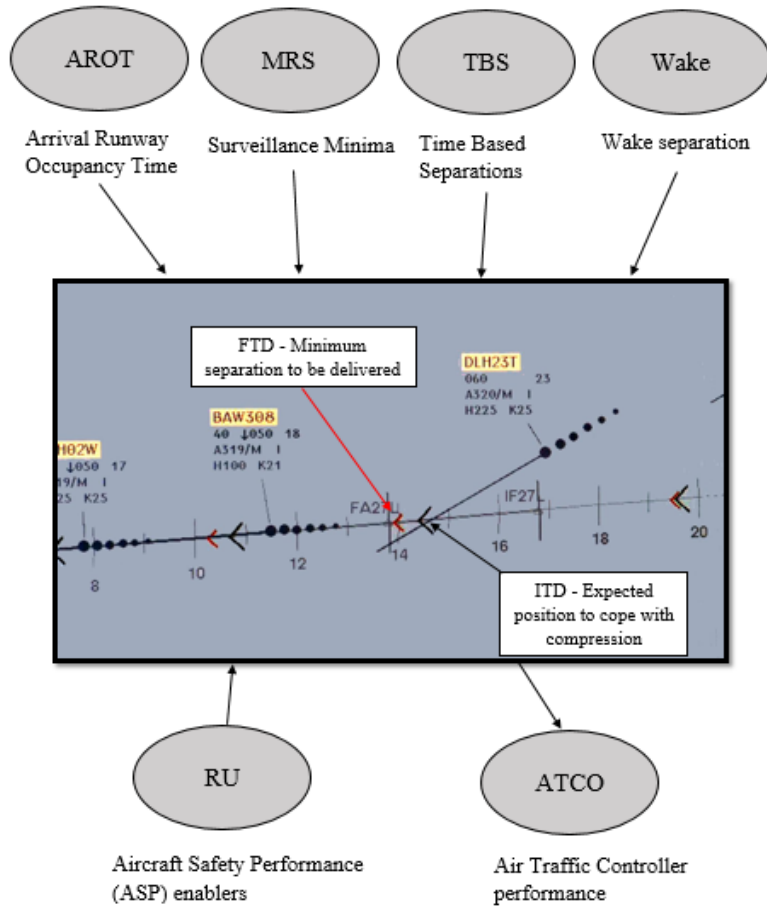 AROT
MRS
TBS
Wake
Arrival Runway
Occupancy Time
Surveillance Minima
Time Based
Separations
Wake separation
FTD - Minimum
separation to be delivered
DLH23T
060 23
A320/M I
H225 K25
BAW308
40 ↓050 18
A319/M I
H100 K21
H02W
↓050 17
19/M I
25 K25
FA27L
IF27L
8
10
12
14
16
18
20
ITD - Expected
position to cope with
compression
RU
ATCO
Aircraft Safety Performance
(ASP) enablers
Air Traffic Controller
performance